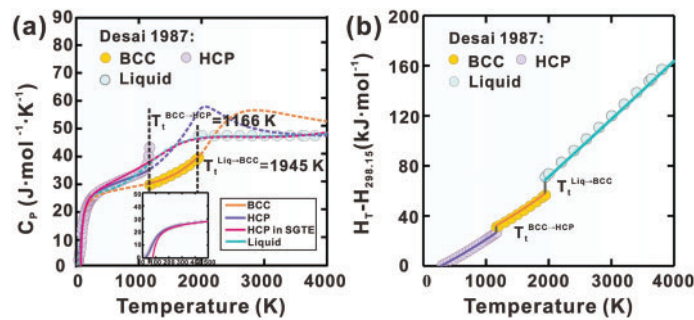 (a)
Desai 1987:
BCC HCP
Liquid
T_t^{BCC→HCP}=1166 K
T_t^{Liq→BCC}=1945 K
BCC
HCP
HCP in SGTE
Liquid
C_P (J·mol⁻¹·K⁻¹)
90
80
70
60
50
40
30
20
10
0
50
40
30
20
10
0
0 1000 2000 3000 4000
Temperature (K)
(b)
Desai 1987:
BCC HCP
Liquid
T_t^{Liq→BCC}
T_t^{BCC→HCP}
H_T-H_{298.15}(kJ·mol⁻¹)
200
160
120
80
40
0
0 1000 2000 3000 4000
Temperature (K)